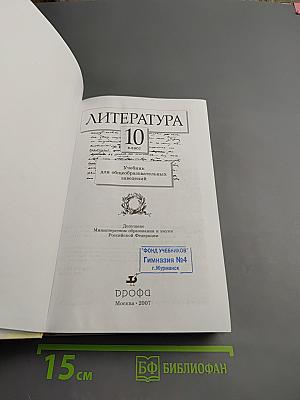 ЛИТЕРАТУРА
10
класс
Учебник
для общеобразовательных
заведений
Допущено
Министерством образования и науки
Российской Федерации
"ФОНД УЧЕБНИКОВ"
Гимназия №4
г.Мурманск
дрофа
Москва • 2007
15 см
БФ БИБЛИОФАН